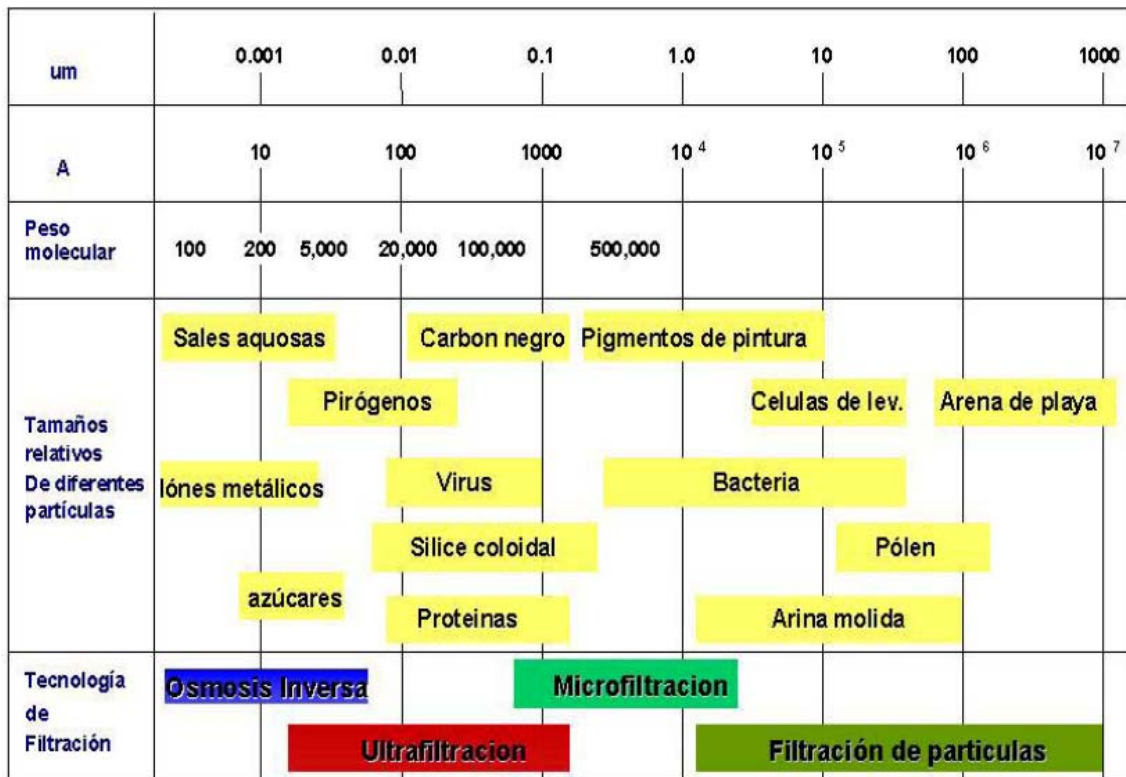 um 0.001 0.01 0.1 1.0 10 100 1000
A 10 100 1000 10 4 10 5 10 6 10 7
Peso
molecular
100 200 5,000 20,000 100,000 500,000
Tamaños
relativos
De diferentes
partículas
Sales aquosas Carbon negro Pigmentos de pintura
Pirógenos Celulas de lev. Arena de playa
Iónes metálicos Virus Bacteria
Silice coloidal Pólen
azúcares Proteinas Arina molida
Tecnología
de
Filtración
Osmosis Inversa Microfiltracion
Ultrafiltracion Filtración de particulas